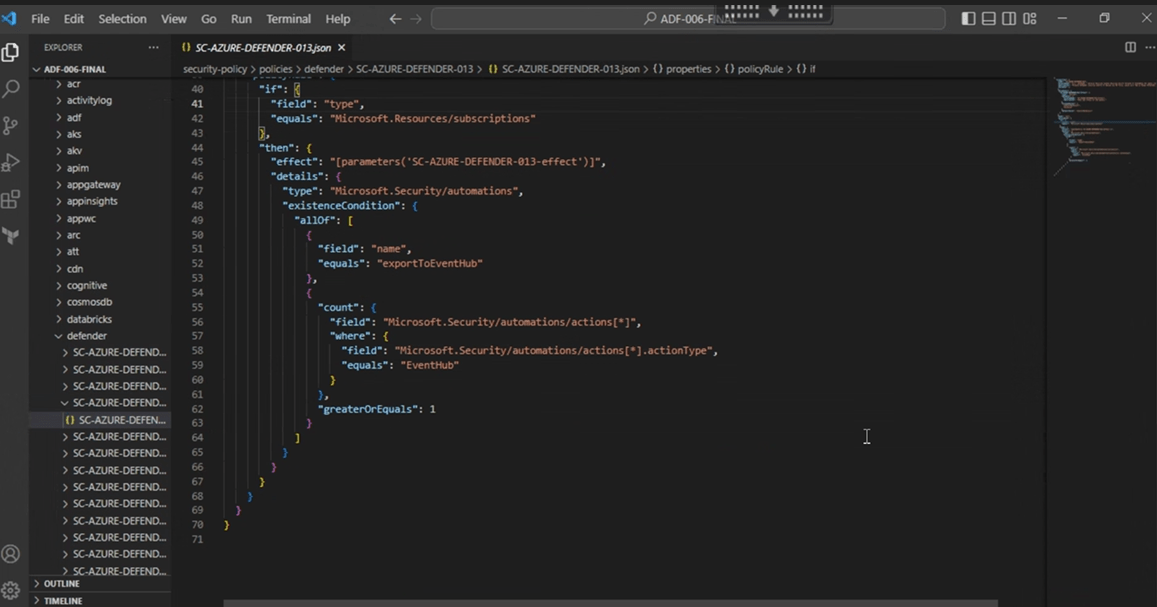 File Edit Selection View Go Run Terminal Help
ADF-006-FINAL
EXPLORER
ADF-006-FINAL
acr
activitylog
adf
aks
akv
apim
appgateway
appinsights
appwc
arc
att
cdn
cognitive
cosmosdb
databricks
defender
SC-AZURE-DEFEND...
SC-AZURE-DEFEND...
SC-AZURE-DEFEND...
SC-AZURE-DEFEND...
{} SC-AZURE-DEFEN...
SC-AZURE-DEFEND...
SC-AZURE-DEFEND...
SC-AZURE-DEFEND...
SC-AZURE-DEFEND...
SC-AZURE-DEFEND...
SC-AZURE-DEFEND...
SC-AZURE-DEFEND...
SC-AZURE-DEFEND...
SC-AZURE-DEFEND...
OUTLINE
TIMELINE
{} SC-AZURE-DEFENDER-013.json
security-policy > policies > defender > SC-AZURE-DEFENDER-013 > {} SC-AZURE-DEFENDER-013.json > {} properties > {} policyRule > {} if
40 "if": {
41 "field": "type",
42 "equals": "Microsoft.Resources/subscriptions"
43 },
44 "then": {
45 "effect": "[parameters('SC-AZURE-DEFENDER-013-effect')]",
46 "details": {
47 "type": "Microsoft.Security/automations",
48 "existenceCondition": {
49 "allOf": [
50 {
51 "field": "name",
52 "equals": "exportToEventHub"
53 },
54 {
55 "count": {
56 "field": "Microsoft.Security/automations/actions[*]",
57 "where": {
58 "field": "Microsoft.Security/automations/actions[*].actionType",
59 "equals": "EventHub"
60 }
61 },
62 "greaterOrEquals": 1
63 }
64 ]
65 }
66 }
67 }
68 }
69 }
70 }
71